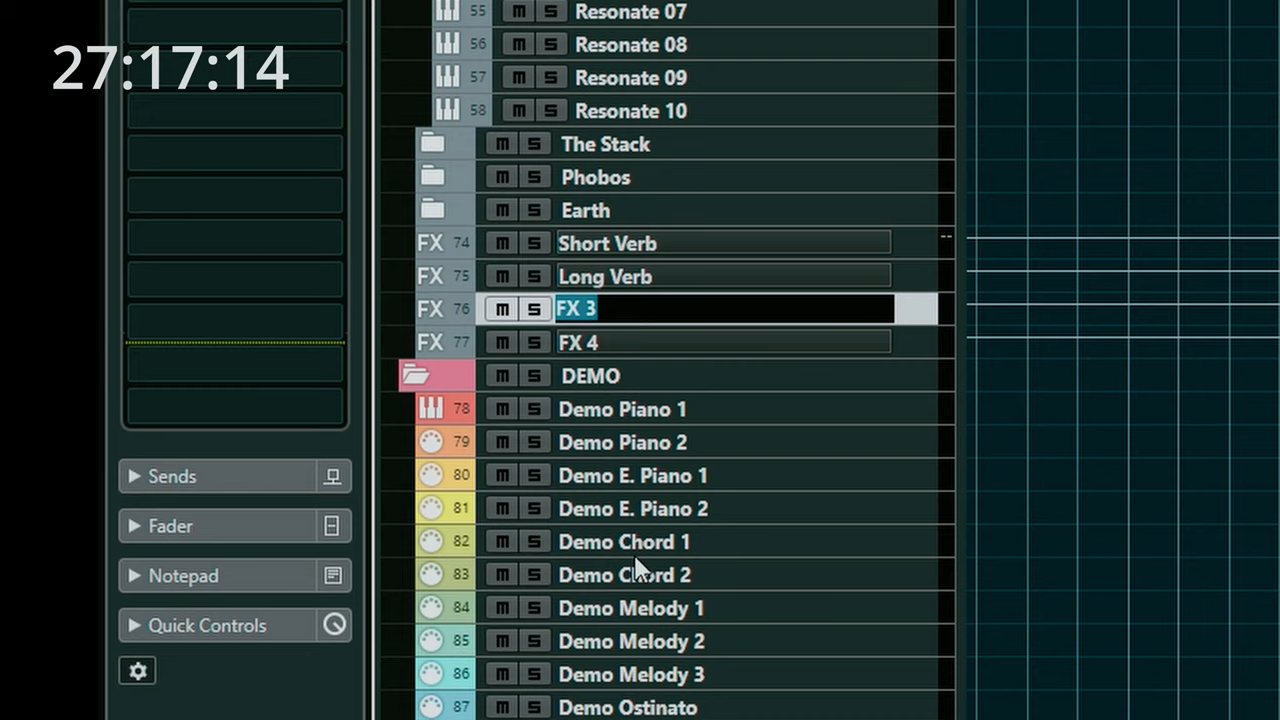 27:17:14
55 m S Resonate 07
56 m S Resonate 08
57 m S Resonate 09
58 m S Resonate 10
m S The Stack
m S Phobos
m S Earth
FX 74 m S Short Verb
FX 75 m S Long Verb
FX 76 m S FX 3
FX 77 m S FX 4
m S DEMO
78 m S Demo Piano 1
79 m S Demo Piano 2
80 m S Demo E. Piano 1
81 m S Demo E. Piano 2
82 m S Demo Chord 1
83 m S Demo Chord 2
84 m S Demo Melody 1
85 m S Demo Melody 2
86 m S Demo Melody 3
87 m S Demo Ostinato
Sends
Fader
Notepad
Quick Controls